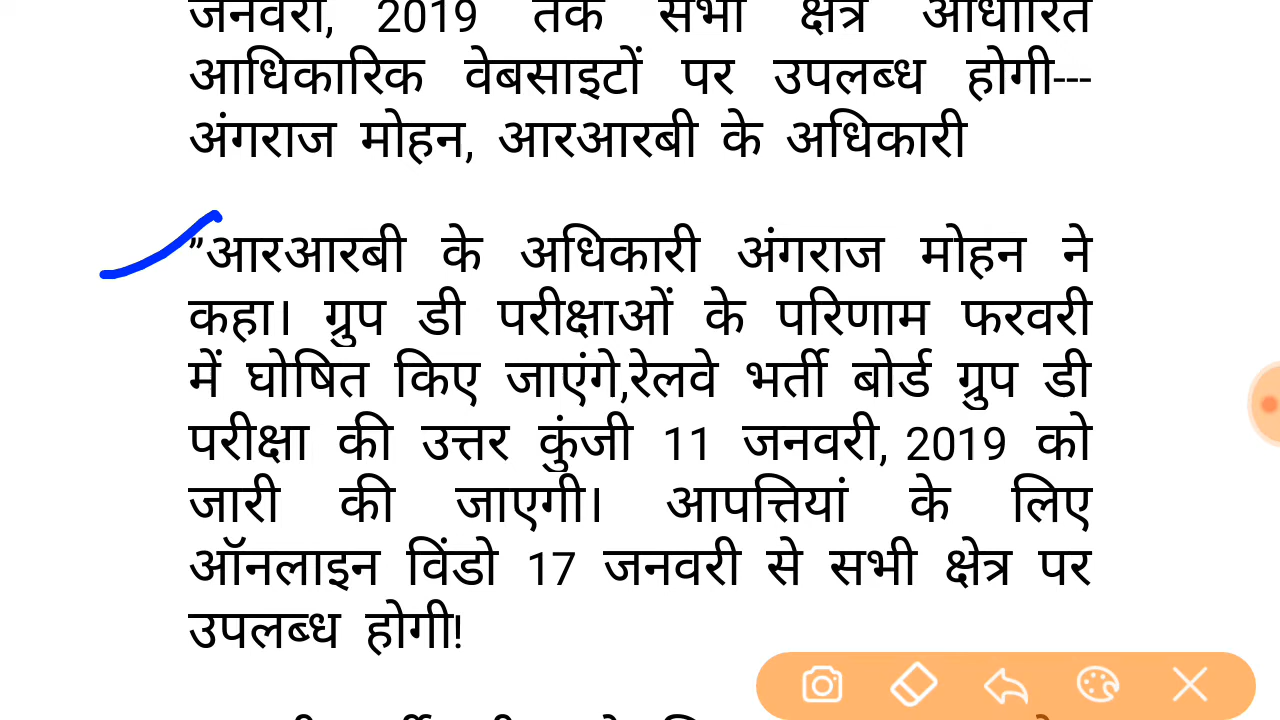 जनवरी, 2019 तक सभी क्षेत्र आधारित
आधिकारिक वेबसाइटों पर उपलब्ध होगी---
अंगराज मोहन, आरआरबी के अधिकारी
”आरआरबी के अधिकारी अंगराज मोहन ने
कहा। ग्रुप डी परीक्षाओं के परिणाम फरवरी
में घोषित किए जाएंगे,रेलवे भर्ती बोर्ड ग्रुप डी
परीक्षा की उत्तर कुंजी 11 जनवरी, 2019 को
जारी की जाएगी। आपत्तियां के लिए
ऑनलाइन विंडो 17 जनवरी से सभी क्षेत्र पर
उपलब्ध होगी!